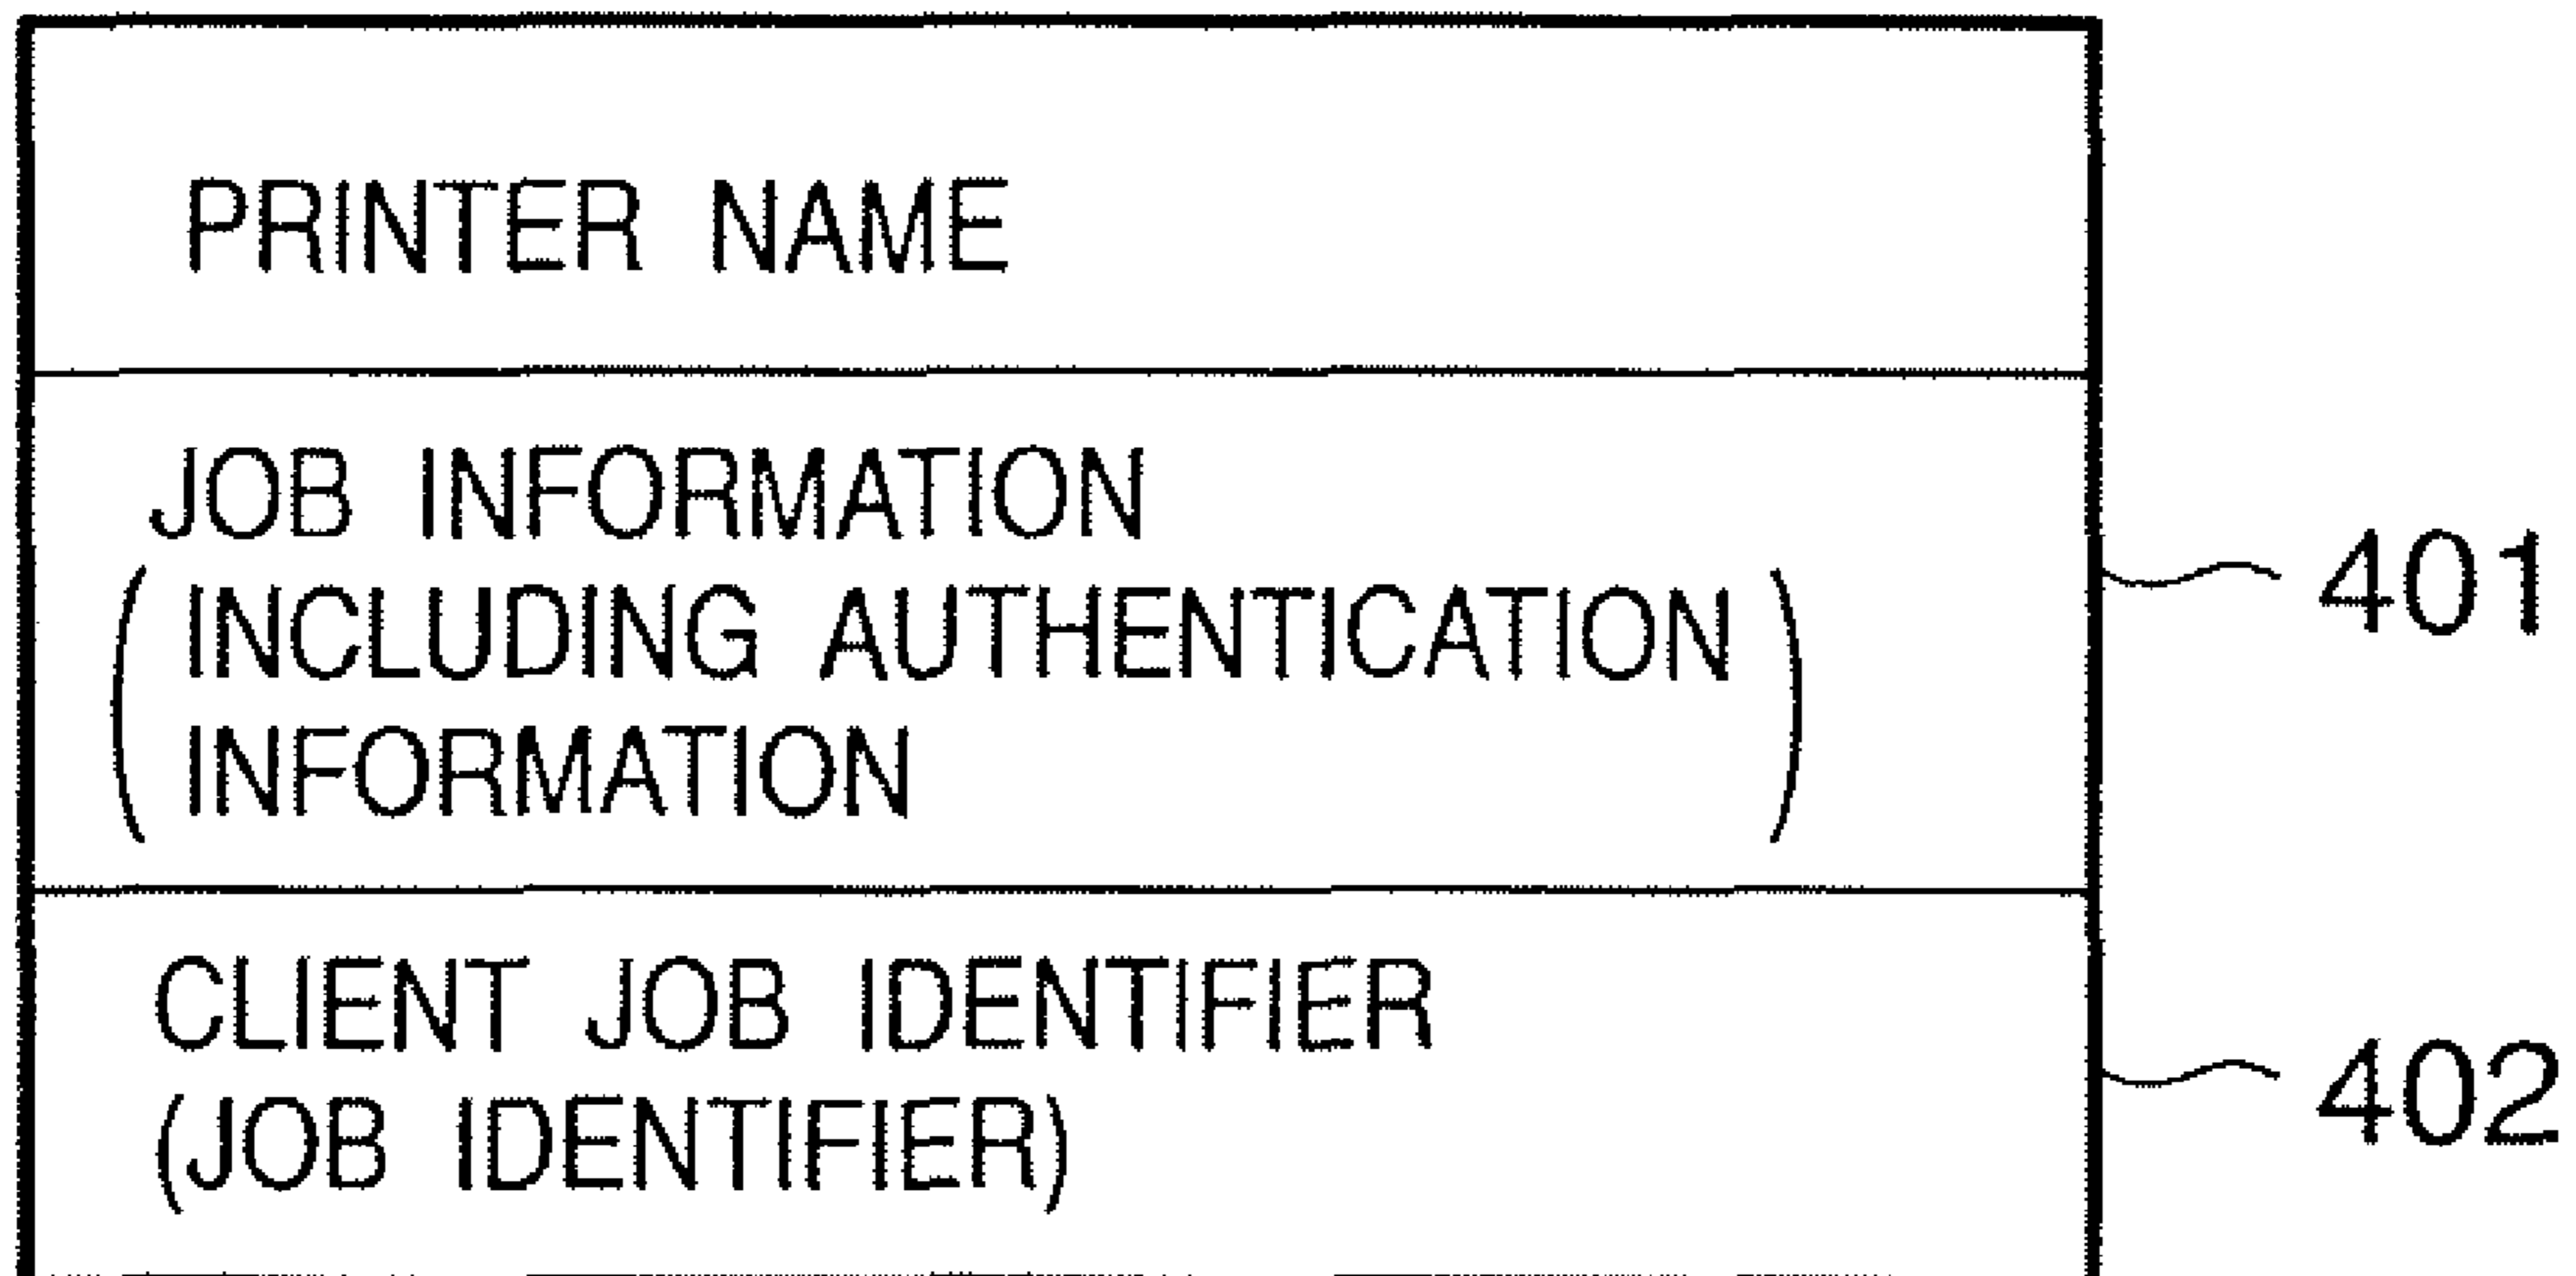 PRINTER NAME
JOB INFORMATION
(INCLUDING AUTHENTICATION
INFORMATION)
401
CLIENT JOB IDENTIFIER
(JOB IDENTIFIER)
402